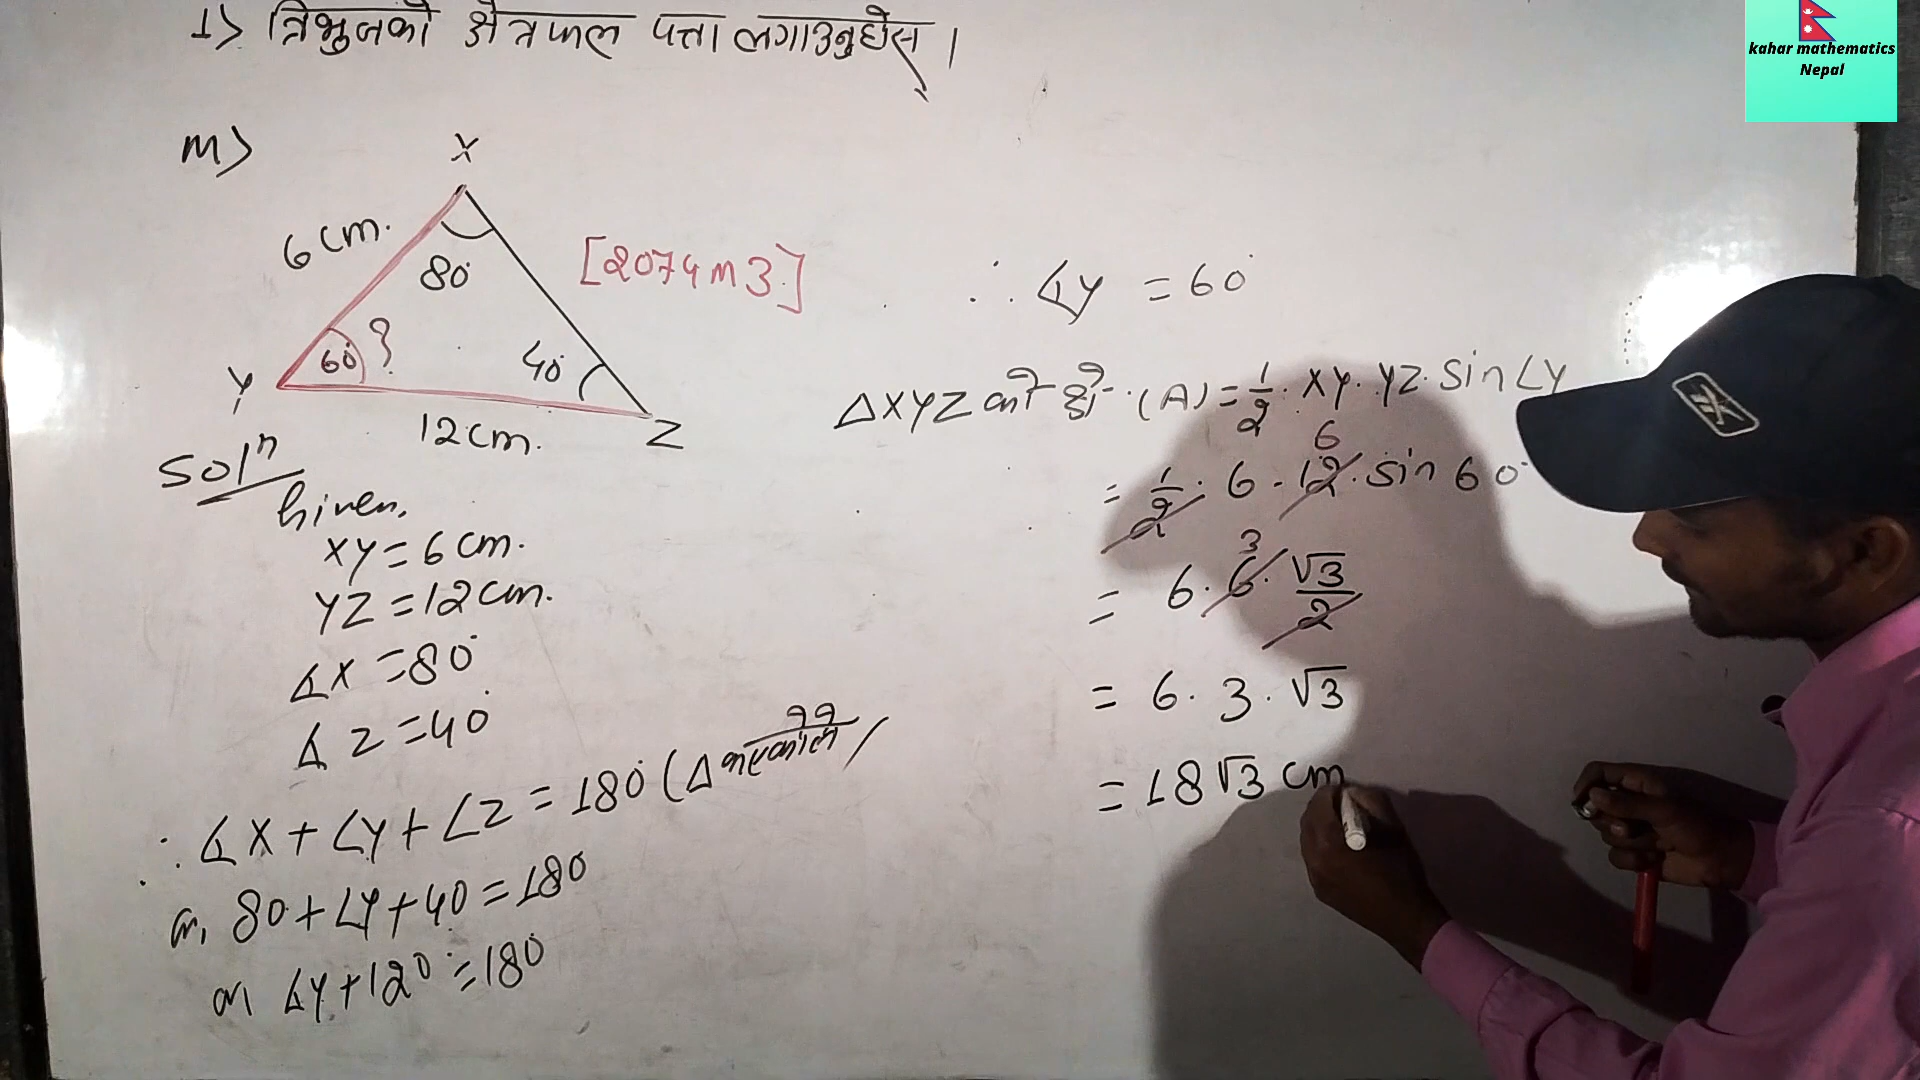 1) त्रिभुजको क्षेत्रफल पत्ता लगाउनुहोस् ।
kahar mathematics
Nepal
m)
X
6 cm.
80°
[2074 m 3]
60° ?
40°
Y
12 cm.
Z
Solⁿ
Given,
XY = 6 cm.
YZ = 12 cm.
∠X = 80°
∠Z = 40°
∴ ∠X + ∠Y + ∠Z = 180° (Δ
or, 80 + ∠Y + 40 = 180°
or, ∠Y + 120 = 180°
∴ ∠Y = 60°
ΔXYZ को क्षे. (A) = 1/2 . XY . YZ . Sin ∠Y
= 1/2 . 6 . 12 . Sin 60°
6
= 6 . 6 . √3/2
3
= 6 . 3 . √3
= 18 √3 cm